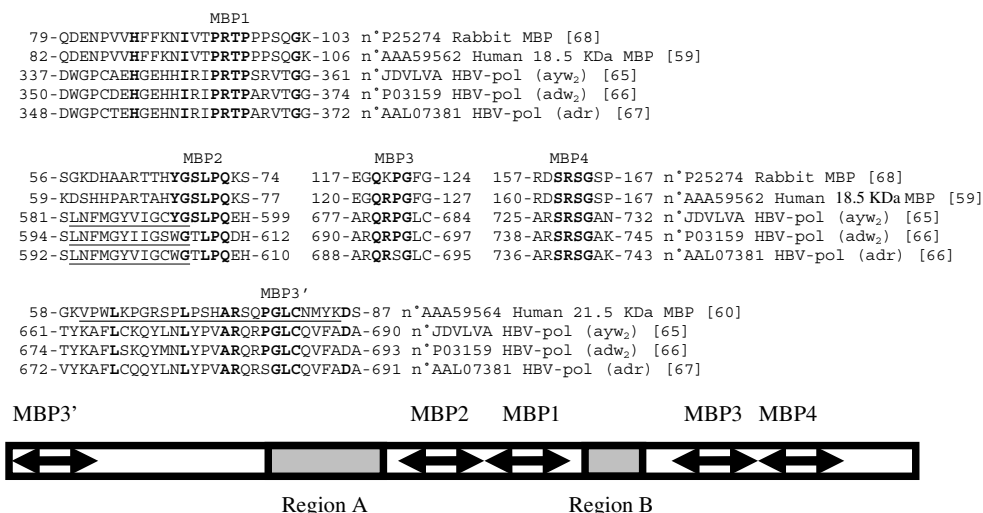 MBP1
79-QDENPVVHFFKNIVTPRTPPPSQGK-103 n°P25274 Rabbit MBP [68]
82-QDENPVVHFFKNIVTPRTPPPSQGK-106 n°AAA59562 Human 18.5 KDa MBP [59]
337-DWGPCAEHGEHHIRIPRTPSRVTGG-361 n°JDVLVA HBV-pol (ayw2) [65]
350-DWGPCDEHGEHHIRIPRTPARVTGG-374 n°P03159 HBV-pol (adw2) [66]
348-DWGPCTEHGEHNIRIPRTPARVTGG-372 n°AAL07381 HBV-pol (adr) [67]
MBP2 MBP3 MBP4
56-SGKDHAARTTHYGSLPQKS-74 117-EGQKPGFG-124 157-RDSRSGSP-167 n°P25274 Rabbit MBP [68]
59-KDSHHPARTAHYGSLPQKS-77 120-EGQRPGFG-127 160-RDSRSGSP-167 n°AAA59562 Human 18.5 KDa MBP [59]
581-SLNFMGYVIGCYGSLPQEH-599 677-ARQRPGLC-684 725-ARSRSGAN-732 n°JDVLVA HBV-pol (ayw2) [65]
594-SLNFMGYIIGSWGTLPQDH-612 690-ARQRPGLC-697 738-ARSRSGAK-745 n°P03159 HBV-pol (adw2) [66]
592-SLNFMGYVIGCWGTLPQEH-610 688-ARQRSGLC-695 736-ARSRSGAK-743 n°AAL07381 HBV-pol (adr) [66]
MBP3’
58-GKVPWLKPGRSPLPSHARSQPGLCNMYKDS-87 n°AAA59564 Human 21.5 KDa MBP [60]
661-TYKAFLCKQYLNLYPVARQRPGLCQVFADA-690 n°JDVLVA HBV-pol (ayw2) [65]
674-TYKAFLSKQYMNLYPVARQRPGLCQVFADA-693 n°P03159 HBV-pol (adw2) [66]
672-VYKAFLCQQYLNLYPVARQRSGLCQVFADA-691 n°AAL07381 HBV-pol (adr) [67]
MBP3’ MBP2 MBP1 MBP3 MBP4
Region A Region B